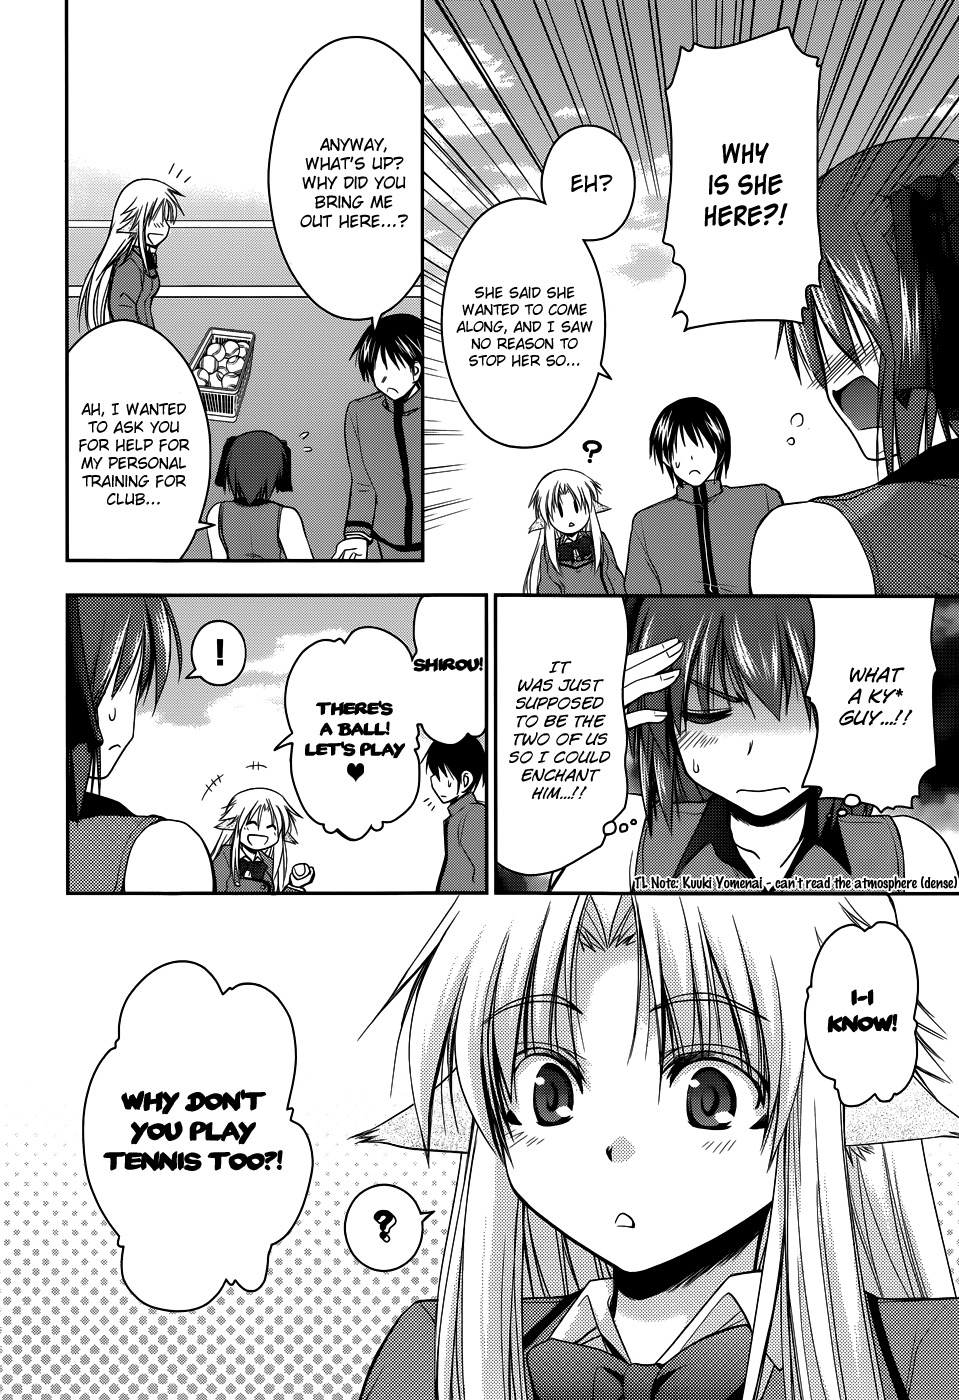 WHY
IS SHE
HERE?!
EH?
SHE SAID SHE
WANTED TO COME
ALONG, AND I SAW
NO REASON TO
STOP HER SO...
?
ANYWAY,
WHAT'S UP?
WHY DID YOU
BRING ME
OUT HERE...?
AH, I WANTED
TO ASK YOU
FOR HELP FOR
MY PERSONAL
TRAINING FOR
CLUB...
WHAT
A KY*
GUY...!!
IT
WAS JUST
SUPPOSED
TO BE THE
TWO OF US
SO I COULD
ENCHANT
HIM...!!
TL Note: Kuuki Yomenai - can't read the atmosphere (dense)
SHIROU!
THERE'S
A BALL!
LET'S PLAY
♥
!
I-I
KNOW!
?
WHY DON'T
YOU PLAY
TENNIS TOO?!